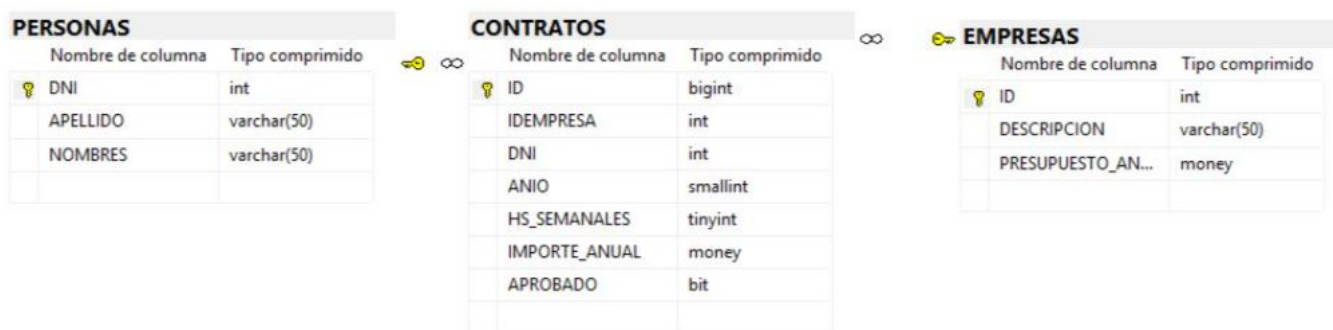 PERSONAS
Nombre de columna Tipo comprimido
DNI int
APELLIDO varchar(50)
NOMBRES varchar(50)
CONTRATOS
Nombre de columna Tipo comprimido
ID bigint
IDEMPRESA int
DNI int
ANIO smallint
HS_SEMANALES tinyint
IMPORTE_ANUAL money
APROBADO bit
EMPRESAS
Nombre de columna Tipo comprimido
ID int
DESCRIPCION varchar(50)
PRESUPUESTO_AN... money